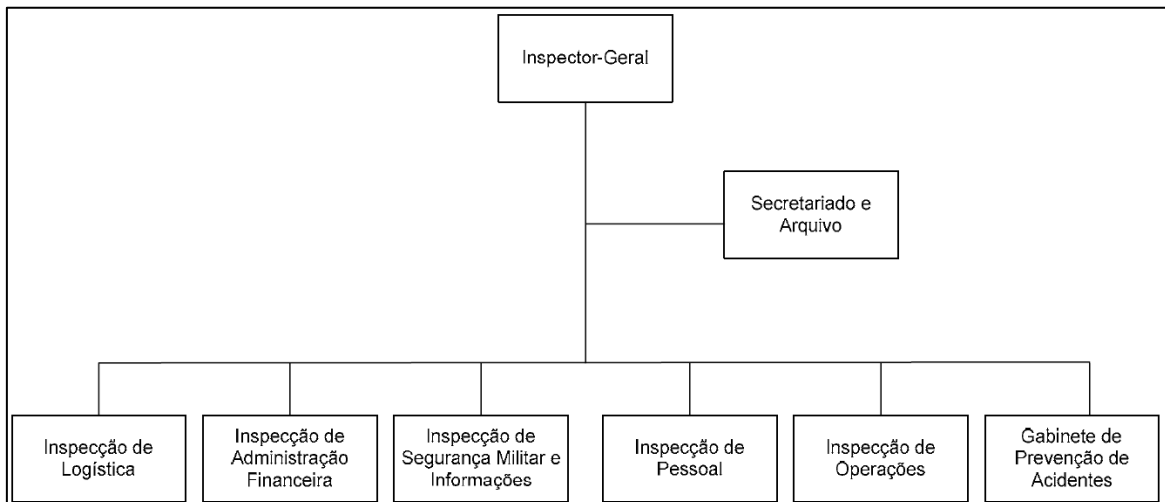 Inspector-Geral
Secretariado e
Arquivo
Inspecção de
Logística
Inspecção de
Administração
Financeira
Inspecção de
Segurança Militar e
Informações
Inspecção de
Pessoal
Inspecção de
Operações
Gabinete de
Prevenção de
Acidentes